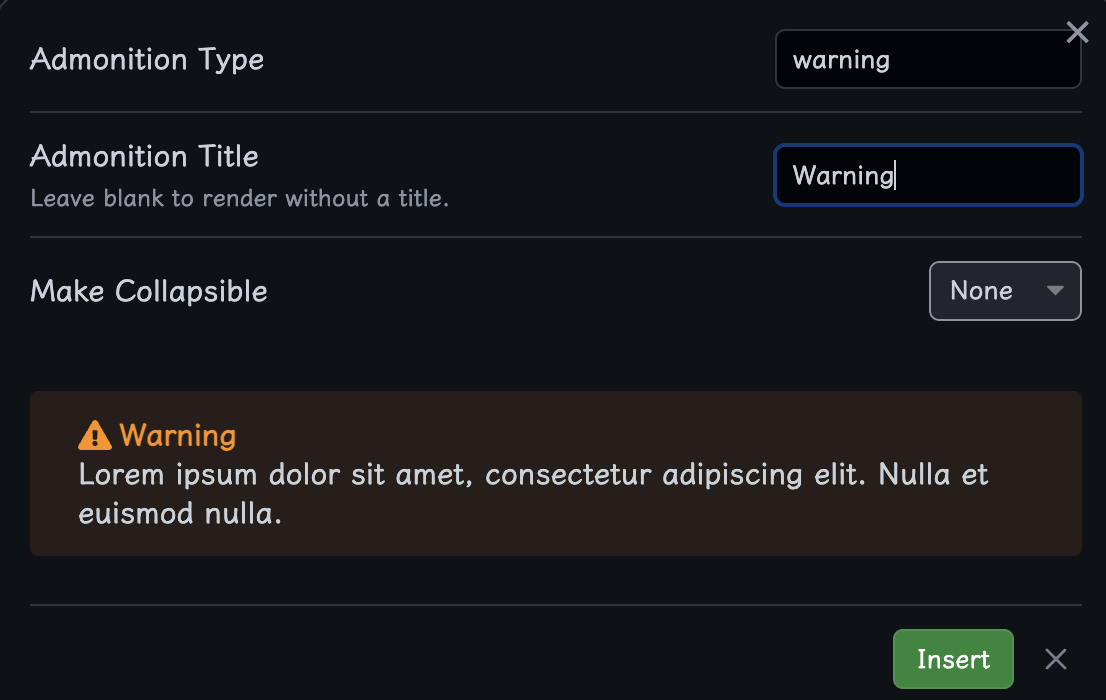 Admonition Type
warning
Admonition Title
Leave blank to render without a title.
Warning
Make Collapsible
None
Warning
Lorem ipsum dolor sit amet, consectetur adipiscing elit. Nulla et
euismod nulla.
Insert